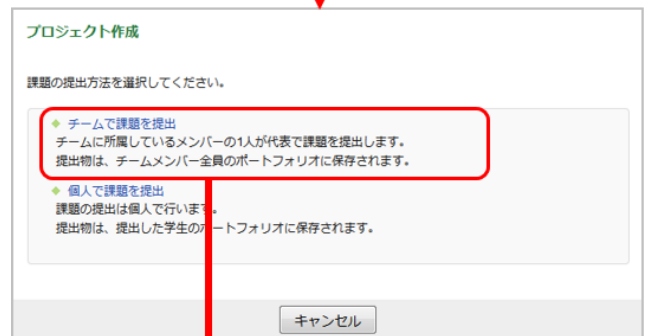 プロジェクト作成
課題の提出方法を選択してください。
チームで課題を提出
チームに所属しているメンバーの1人が代表で課題を提出します。
提出物は、チームメンバー全員のポートフォリオに保存されます。
個人で課題を提出
課題の提出は個人で行います。
提出物は、提出した学生のポートフォリオに保存されます。
キャンセル